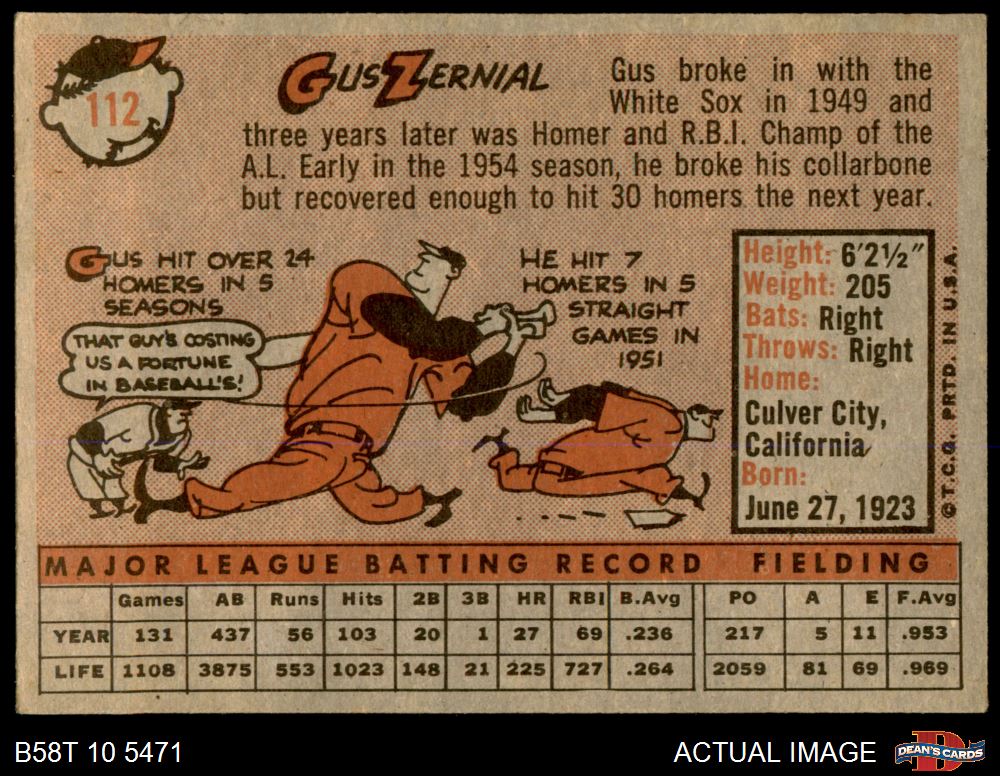 112
GUS ZERNIAL
Gus broke in with the
White Sox in 1949 and
three years later was Homer and R.B.I. Champ of the
A.L. Early in the 1954 season, he broke his collarbone
but recovered enough to hit 30 homers the next year.
GUS HIT OVER 24
HOMERS IN 5
SEASONS
THAT GUY'S COSTING
US A FORTUNE
IN BASEBALL'S!
HE HIT 7
HOMERS IN 5
STRAIGHT
GAMES IN
1951
Height: 6'2½"
Weight: 205
Bats: Right
Throws: Right
Home:
Culver City,
California
Born:
June 27, 1923
©T.C.G. PRTD. IN U.S.A.
MAJOR LEAGUE BATTING RECORD FIELDING
Games AB Runs Hits 2B 3B HR RBI B.Avg PO A E F.Avg
YEAR 131 437 56 103 20 1 27 69 .236 217 5 11 .953
LIFE 1108 3875 553 1023 148 21 225 727 .264 2059 81 69 .969
B58T 10 5471
ACTUAL IMAGE
DEAN'S CARDS